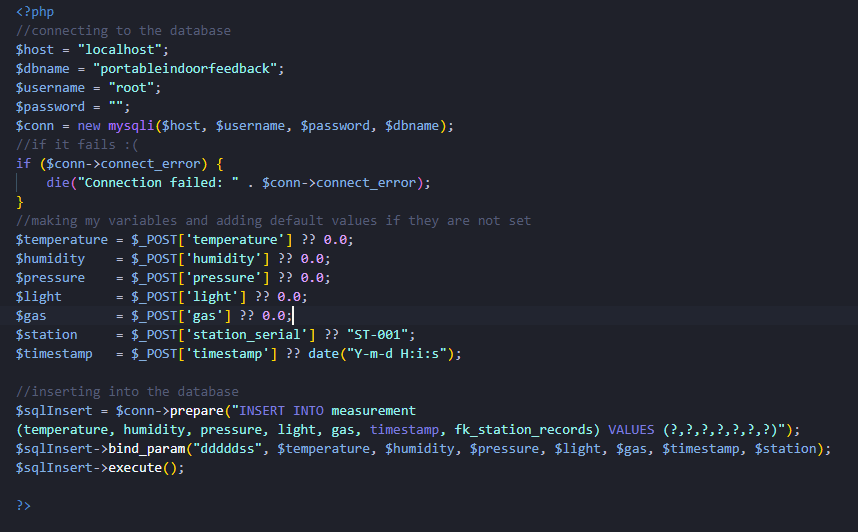 <?php
//connecting to the database
$host = "localhost";
$dbname = "portableindoorfeedback";
$username = "root";
$password = "";
$conn = new mysqli($host, $username, $password, $dbname);
//if it fails :(
if ($conn->connect_error) {
    die("Connection failed: " . $conn->connect_error);
}
//making my variables and adding default values if they are not set
$temperature = $_POST['temperature'] ?? 0.0;
$humidity    = $_POST['humidity'] ?? 0.0;
$pressure    = $_POST['pressure'] ?? 0.0;
$light       = $_POST['light'] ?? 0.0;
$gas         = $_POST['gas'] ?? 0.0;
$station     = $_POST['station_serial'] ?? "ST-001";
$timestamp   = $_POST['timestamp'] ?? date("Y-m-d H:i:s");
//inserting into the database
$sqlInsert = $conn->prepare("INSERT INTO measurement
(temperature, humidity, pressure, light, gas, timestamp, fk_station_records) VALUES (?,?,?,?,?,?,?)");
$sqlInsert->bind_param("dddddss", $temperature, $humidity, $pressure, $light, $gas, $timestamp, $station);
$sqlInsert->execute();
?>